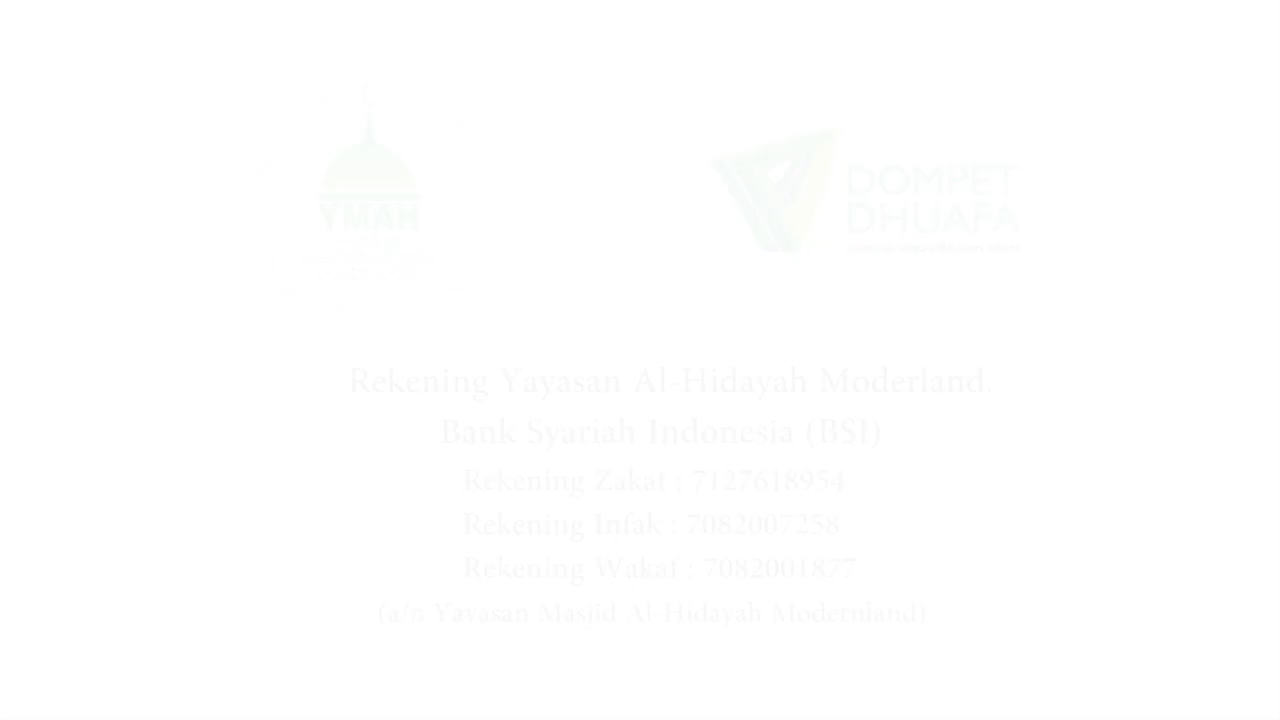 YMAH
DOMPET
DHUAFA
Rekening Yayasan Al-Hidayah Moderland.
Bank Syariah Indonesia (BSI)
Rekening Zakat : 7127618954
Rekening Infak : 7082007258
Rekening Wakaf : 7082001877
(a/n Yayasan Masjid Al-Hidayah Modernland)